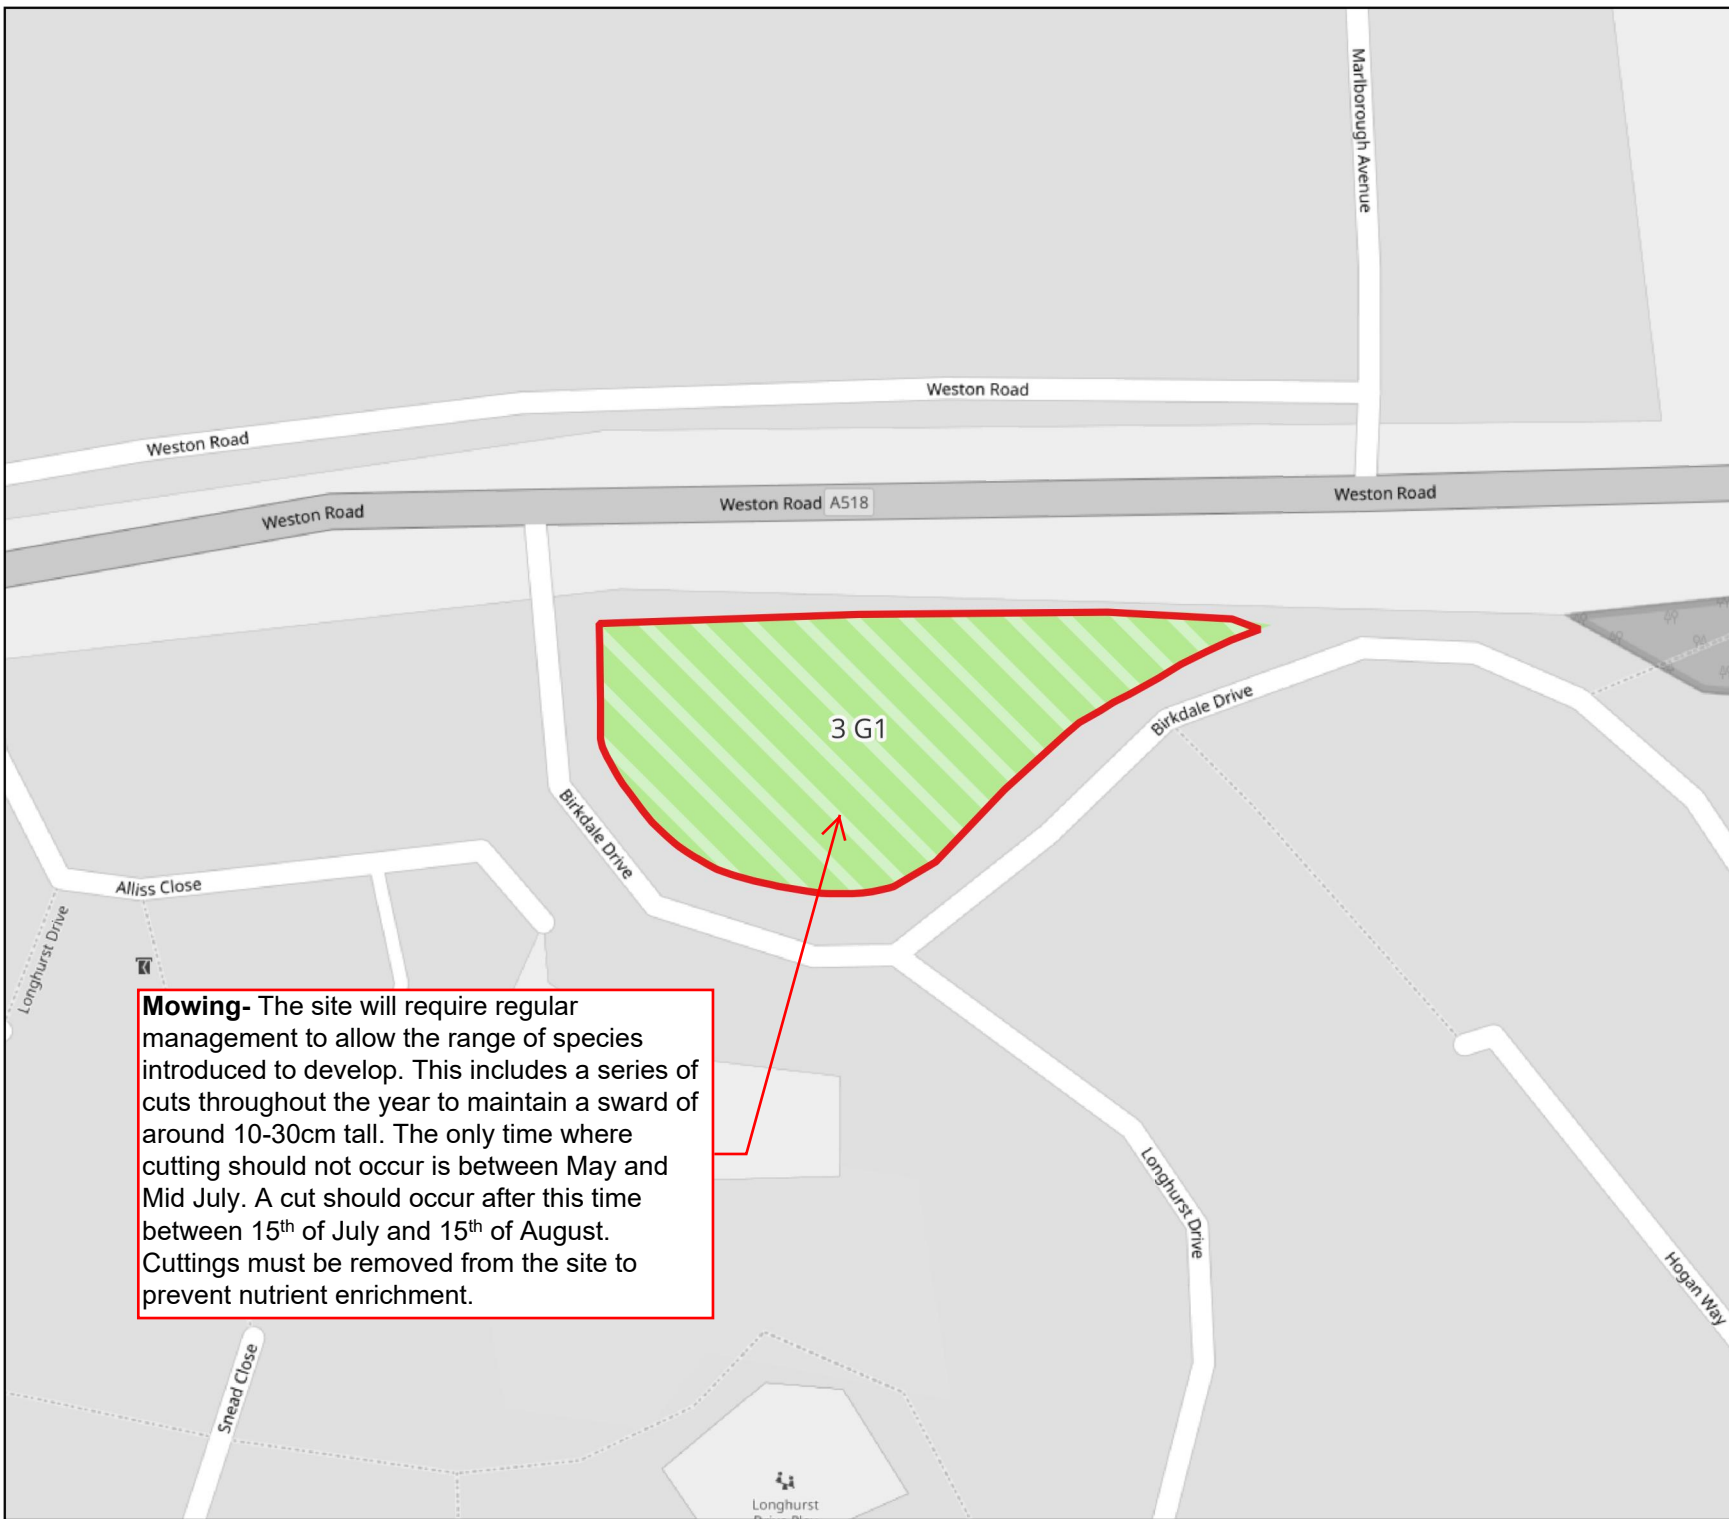 Marlborough Avenue
Weston Road
Weston Road
Weston Road
Weston Road
A518
Weston Road
3 G1
Birkdale Drive
Birkdale Drive
Alliss Close
Longhurst Drive
Mowing- The site will require regular
management to allow the range of species
introduced to develop. This includes a series of
cuts throughout the year to maintain a sward of
around 10-30cm tall. The only time where
cutting should not occur is between May and
Mid July. A cut should occur after this time
between 15th of July and 15th of August.
Cuttings must be removed from the site to
prevent nutrient enrichment.
Longhurst Drive
Hogan Way
Snead Close
Longhurst